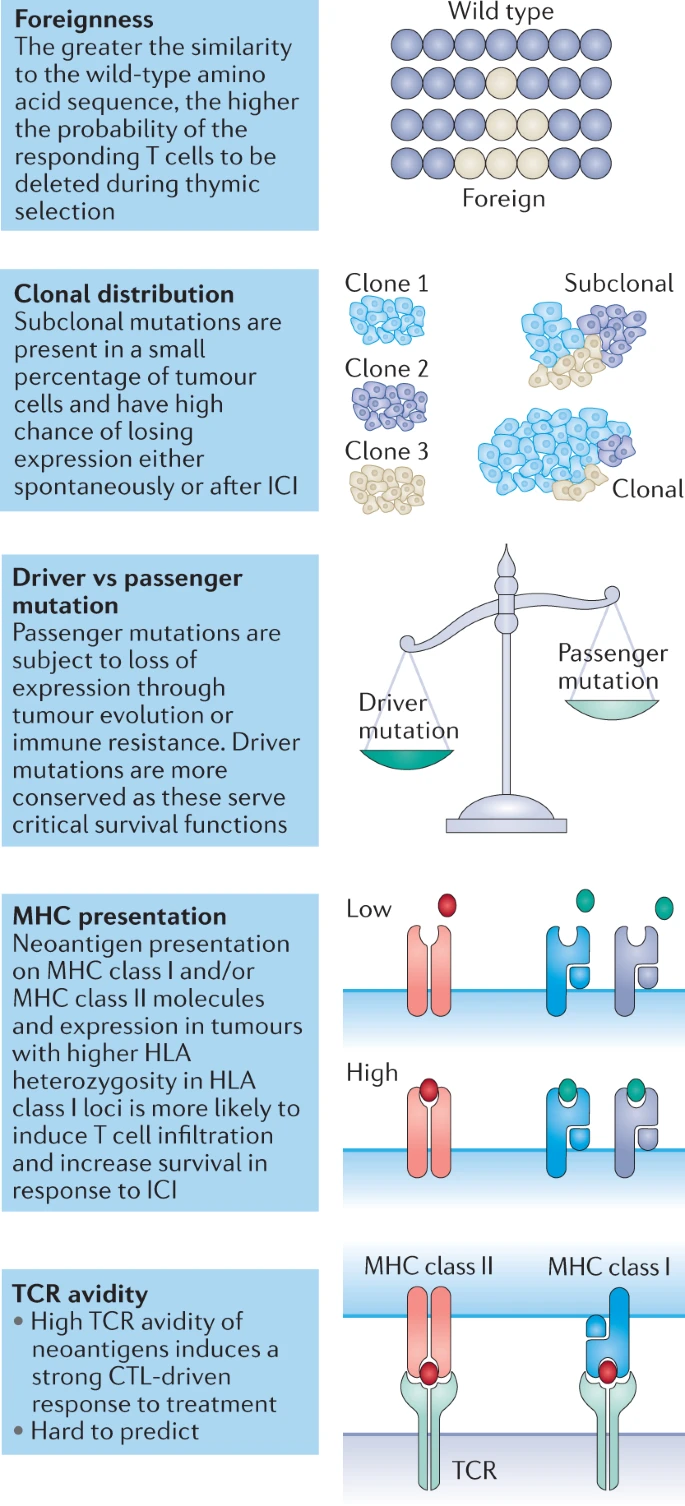 Foreignness
The greater the similarity
to the wild-type amino
acid sequence, the higher
the probability of the
responding T cells to be
deleted during thymic
selection
Wild type
Foreign
Clonal distribution
Subclonal mutations are
present in a small
percentage of tumour
cells and have high
chance of losing
expression either
spontaneously or after ICI
Clone 1
Subclonal
Clone 2
Clone 3
Clonal
Driver vs passenger
mutation
Passenger mutations are
subject to loss of
expression through
tumour evolution or
immune resistance. Driver
mutations are more
conserved as these serve
critical survival functions
Passenger
mutation
Driver
mutation
MHC presentation
Neoantigen presentation
on MHC class I and/or
MHC class II molecules
and expression in tumours
with higher HLA
heterozygosity in HLA
class I loci is more likely to
induce T cell infiltration
and increase survival in
response to ICI
Low
High
TCR avidity
• High TCR avidity of
neoantigens induces a
strong CTL-driven
response to treatment
• Hard to predict
MHC class II
MHC class I
TCR